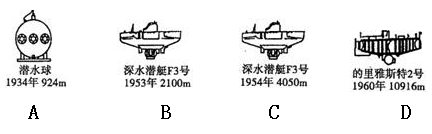 潜水球
1934年 924m
深水潜艇F3号
1953年 2100m
深水潜艇F3号
1954年 4050m
的里雅斯特2号
1960年 10916m
A
B
C
D